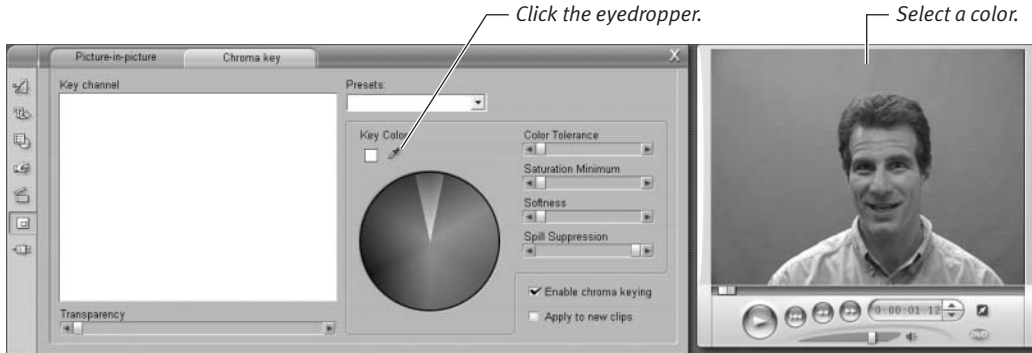 Click the eyedropper.
Select a color.
Picture-in-picture
Chroma key
X
Key channel
Presets:
Key Color
Color Tolerance
Saturation Minimum
Softness
Spill Suppression
Enable chroma keying
Apply to new clips
Transparency
0:00:01.12
DVD